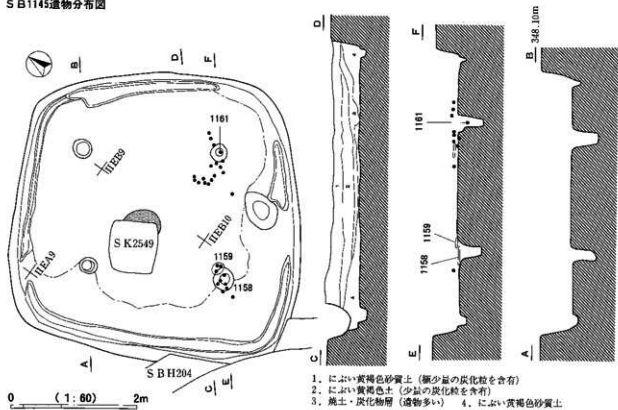 SB1145遺物分布図
D
F
B
1161
ⅡEB9
SK2549
ⅡEB10
ⅡEA9
1159
1158
A
SBH204
C
E
0 (1:60) 2m
D
C
F
1161
1159
1158
E
B
348.10m
A
1. にぶい黄褐色砂質土 (極少量の炭化粒を含有)
2. にぶい黄褐色土 (少量の炭化粒を含有)
3. 焼土・炭化物層 (遺物多い) 4. にぶい黄褐色砂質土